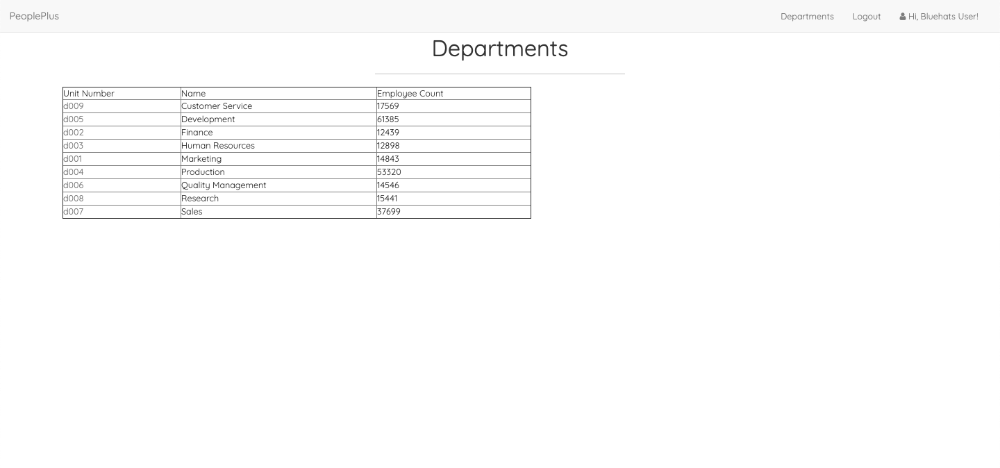 PeoplePlus Departments Logout Hi, Bluehats User!
Departments
Unit Number Name Employee Count
d009 Customer Service 17569
d005 Development 61385
d002 Finance 12439
d003 Human Resources 12898
d001 Marketing 14843
d004 Production 53320
d006 Quality Management 14546
d008 Research 15441
d007 Sales 37699